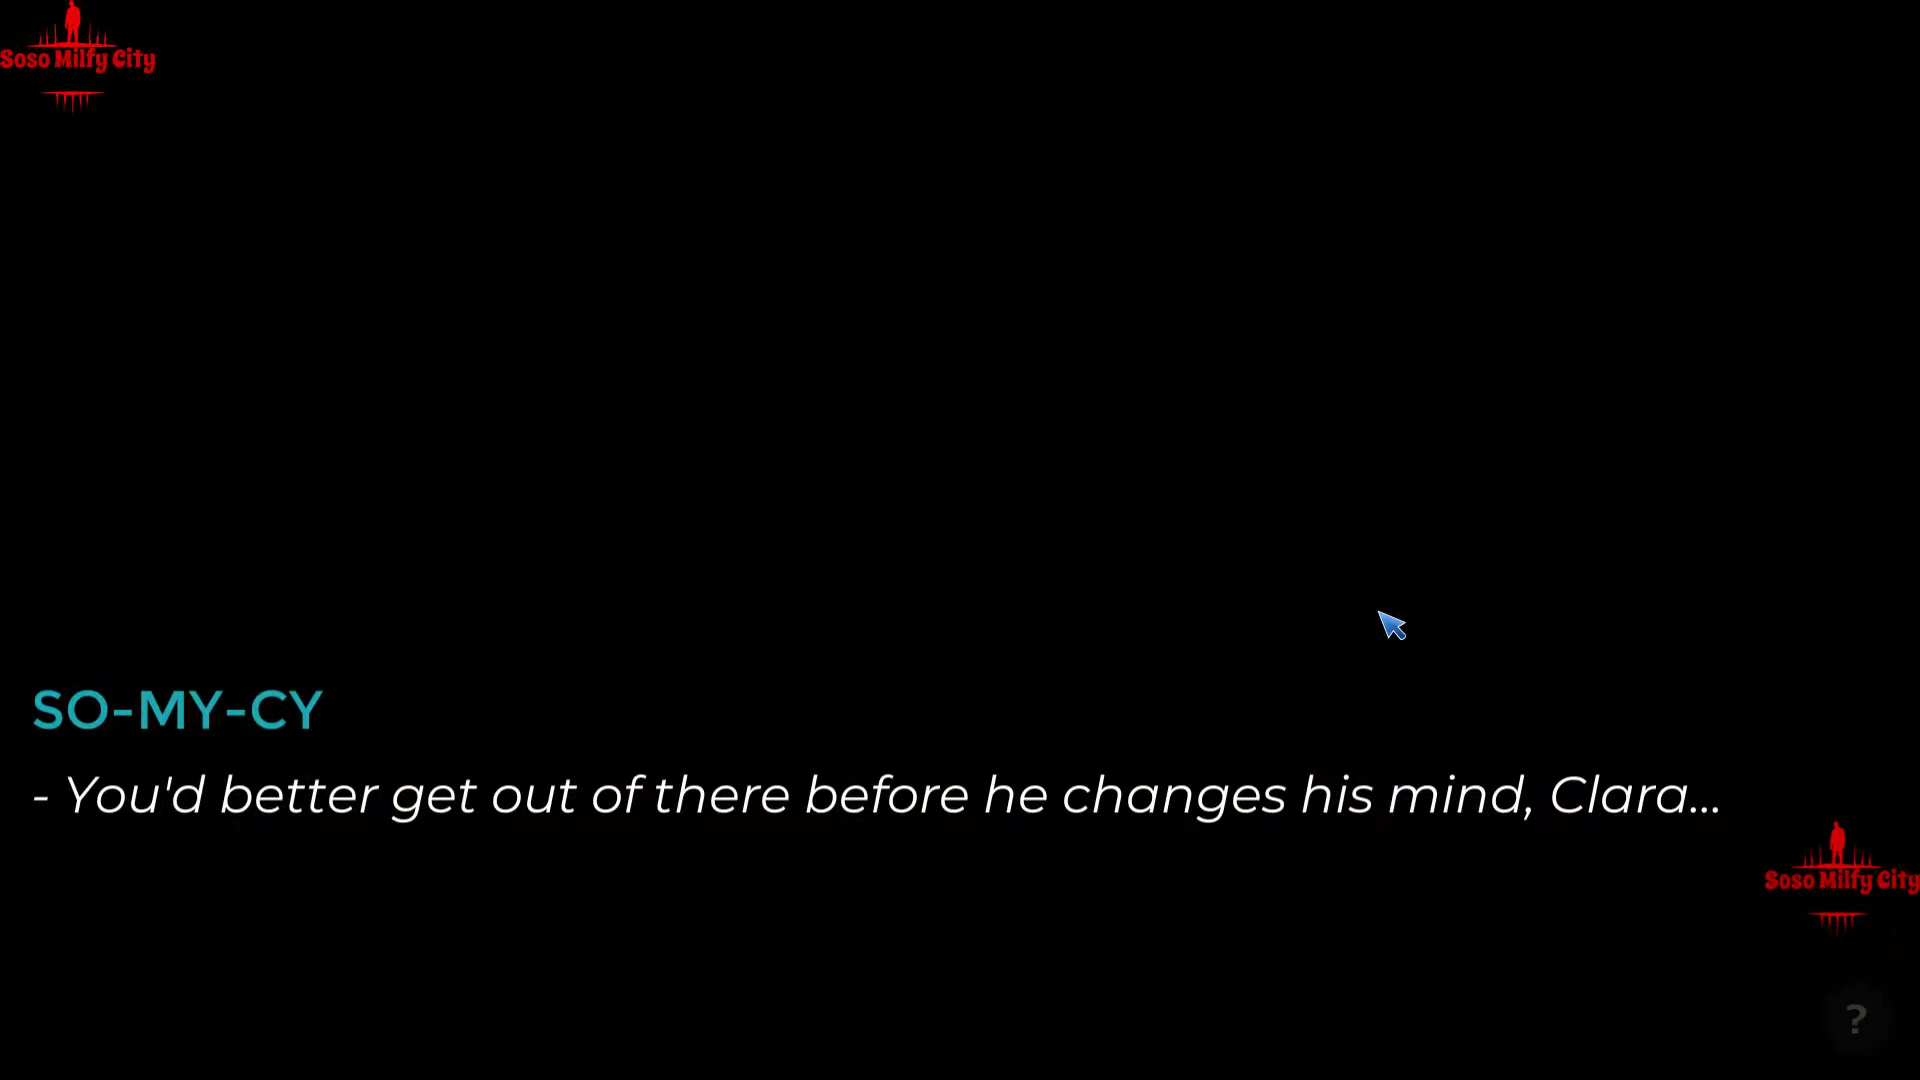 Soso Milfy City
SO-MY-CY
- You'd better get out of there before he changes his mind, Clara...
Soso Milfy City
?